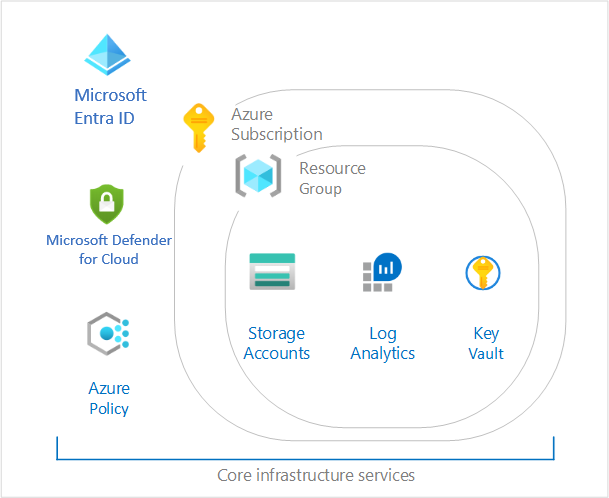 Microsoft
Entra ID
Azure
Subscription
Resource
Group
Microsoft Defender
for Cloud
Storage
Accounts
Log
Analytics
Key
Vault
Azure
Policy
Core infrastructure services